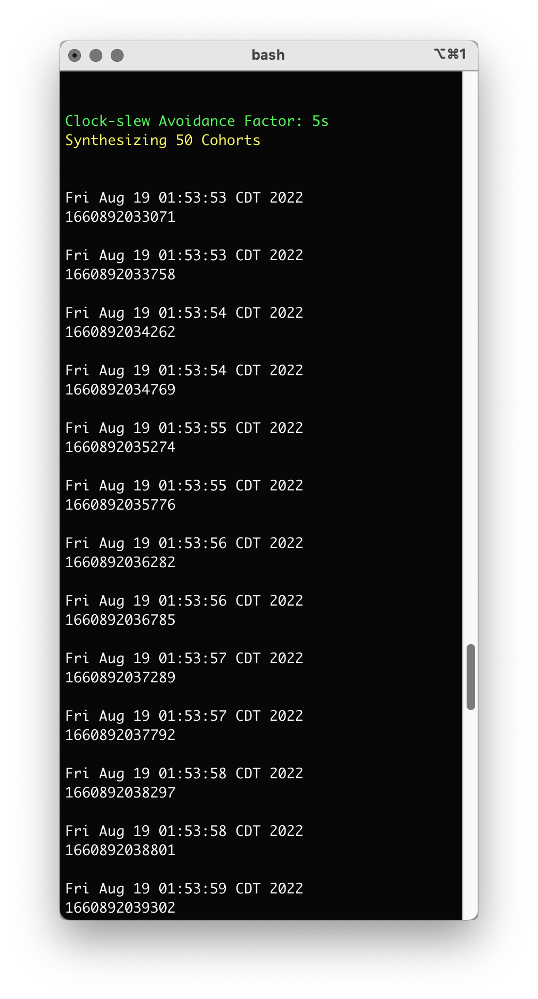 bash
⌥⌘1
Clock-slew Avoidance Factor: 5s
Synthesizing 50 Cohorts
Fri Aug 19 01:53:53 CDT 2022
1660892033071
Fri Aug 19 01:53:53 CDT 2022
1660892033758
Fri Aug 19 01:53:54 CDT 2022
1660892034262
Fri Aug 19 01:53:54 CDT 2022
1660892034769
Fri Aug 19 01:53:55 CDT 2022
1660892035274
Fri Aug 19 01:53:55 CDT 2022
1660892035776
Fri Aug 19 01:53:56 CDT 2022
1660892036282
Fri Aug 19 01:53:56 CDT 2022
1660892036785
Fri Aug 19 01:53:57 CDT 2022
1660892037289
Fri Aug 19 01:53:57 CDT 2022
1660892037792
Fri Aug 19 01:53:58 CDT 2022
1660892038297
Fri Aug 19 01:53:58 CDT 2022
1660892038801
Fri Aug 19 01:53:59 CDT 2022
1660892039302